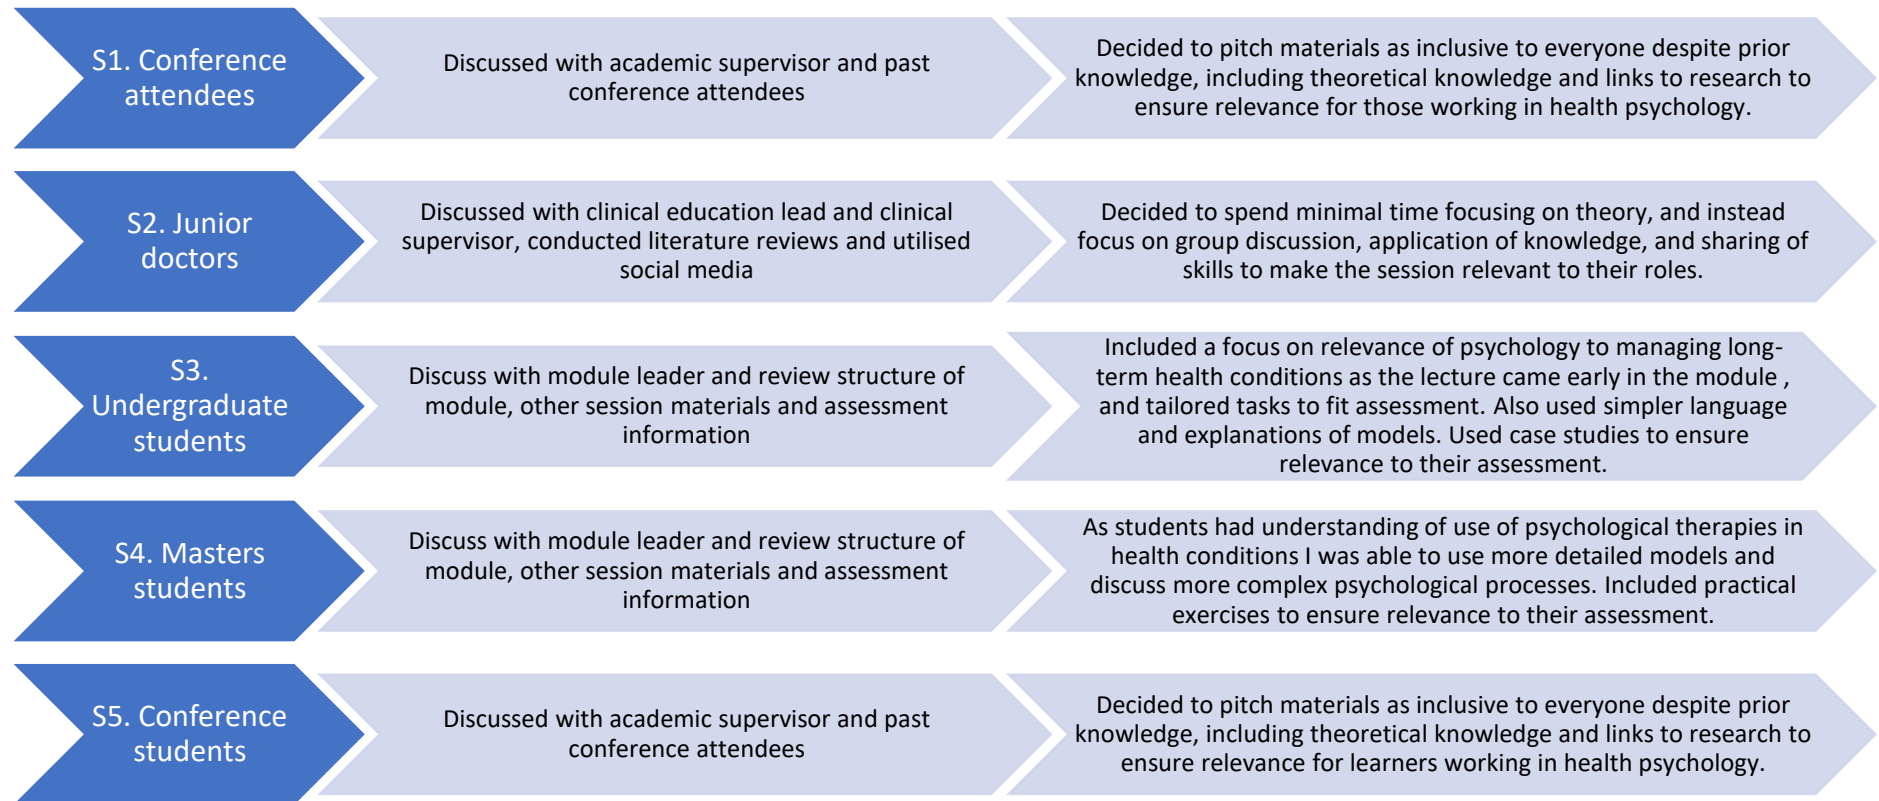 S1. Conference
attendees
Discussed with academic supervisor and past
conference attendees
Decided to pitch materials as inclusive to everyone despite prior
knowledge, including theoretical knowledge and links to research to
ensure relevance for those working in health psychology.
S2. Junior
doctors
Discussed with clinical education lead and clinical
supervisor, conducted literature reviews and utilised
social media
Decided to spend minimal time focusing on theory, and instead
focus on group discussion, application of knowledge, and sharing of
skills to make the session relevant to their roles.
S3.
Undergraduate
students
Discuss with module leader and review structure of
module, other session materials and assessment
information
Included a focus on relevance of psychology to managing long-
term health conditions as the lecture came early in the module ,
and tailored tasks to fit assessment. Also used simpler language
and explanations of models. Used case studies to ensure
relevance to their assessment.
S4. Masters
students
Discuss with module leader and review structure of
module, other session materials and assessment
information
As students had understanding of use of psychological therapies in
health conditions I was able to use more detailed models and
discuss more complex psychological processes. Included practical
exercises to ensure relevance to their assessment.
S5. Conference
students
Discussed with academic supervisor and past
conference attendees
Decided to pitch materials as inclusive to everyone despite prior
knowledge, including theoretical knowledge and links to research to
ensure relevance for learners working in health psychology.